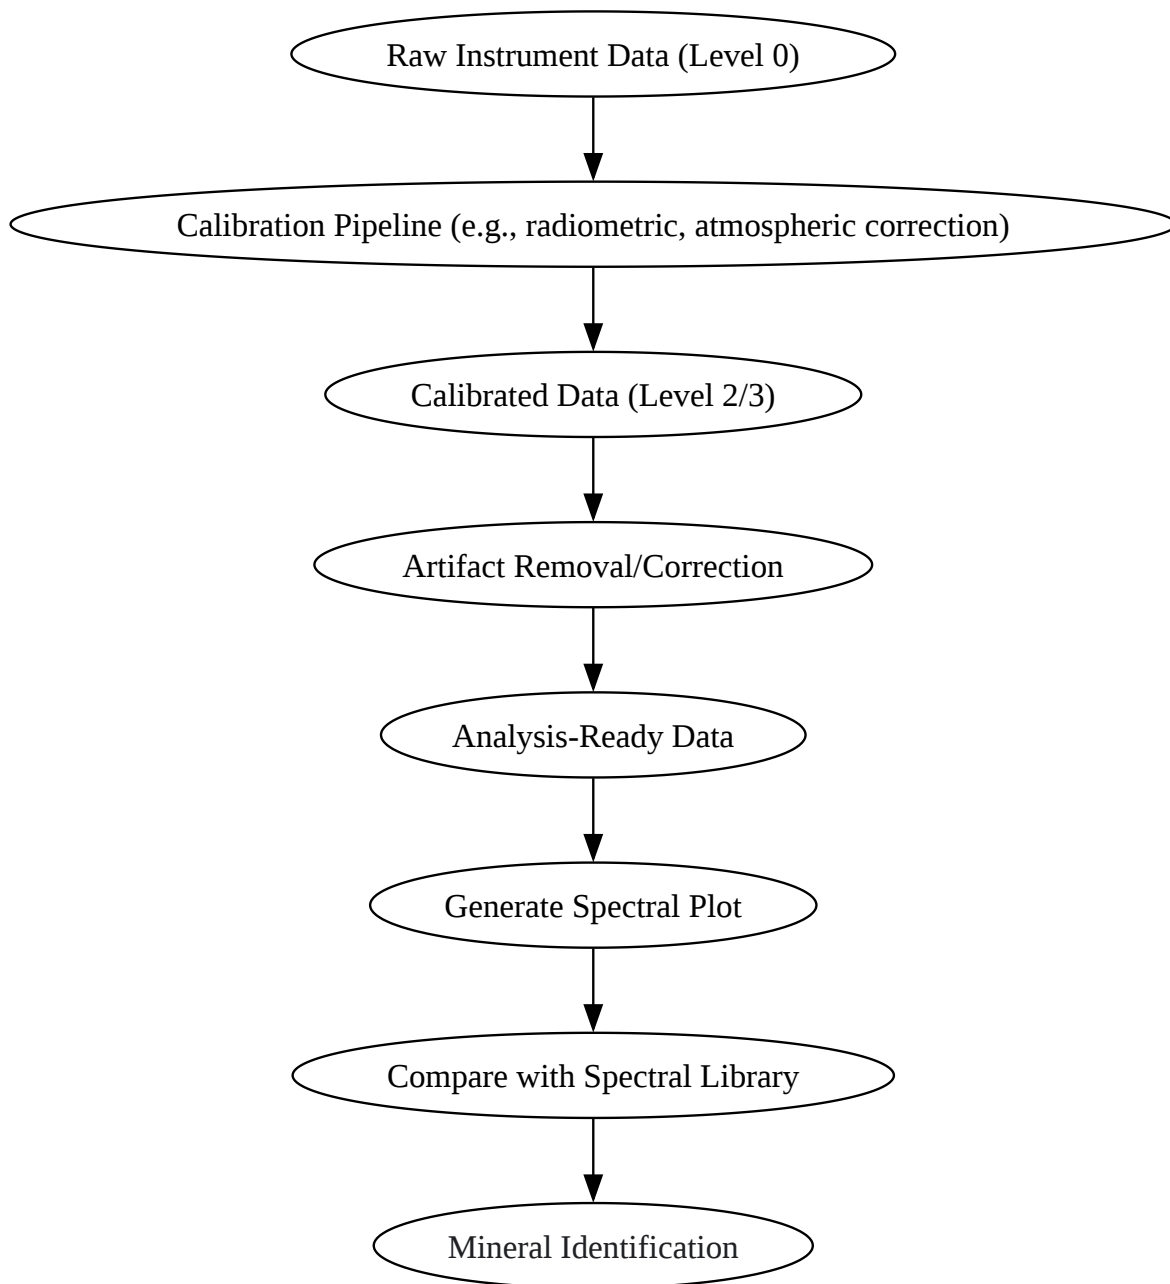 Raw Instrument Data (Level 0)
Calibration Pipeline (e.g., radiometric, atmospheric correction)
Calibrated Data (Level 2/3)
Artifact Removal/Correction
Analysis-Ready Data
Generate Spectral Plot
Compare with Spectral Library
Mineral Identification